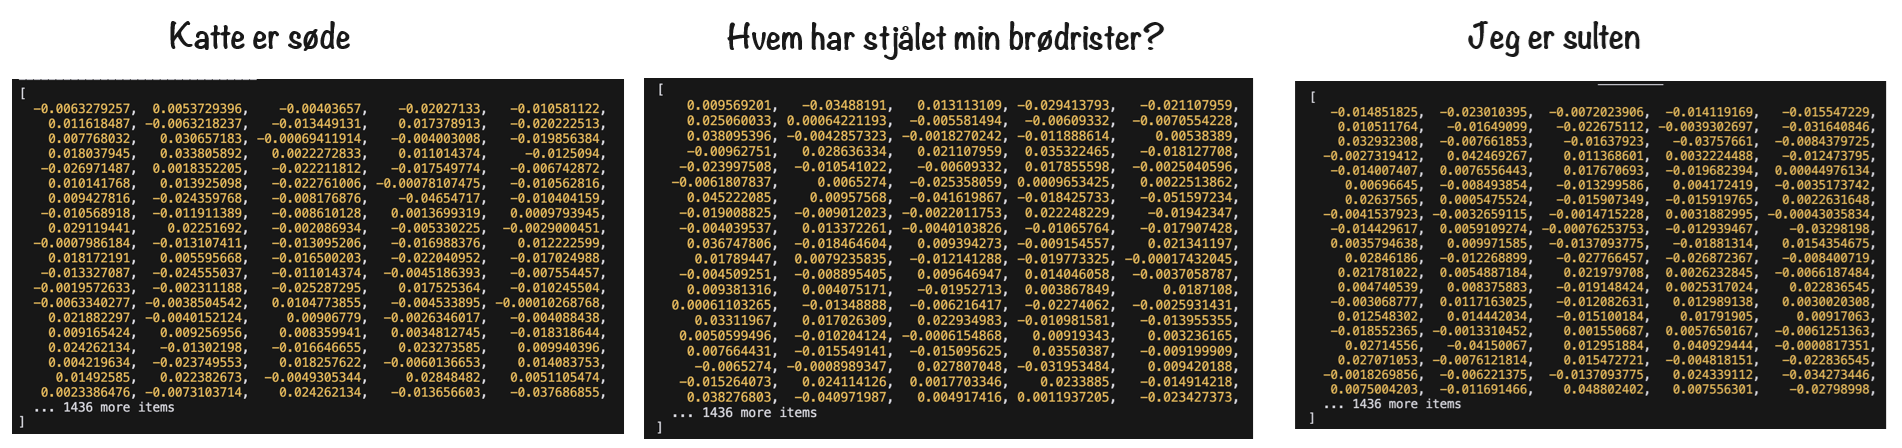 Katte er søde
[
-0.0063279257, 0.0053729396, -0.00403657, -0.02027133, -0.010581122,
0.011618487, -0.0063218237, -0.013449131, 0.017378913, -0.020222513,
0.007768032, 0.030657183, -0.00069411914, -0.004003008, -0.019856384,
0.018037945, 0.033805892, 0.0022272833, 0.011014374, -0.0125094,
-0.026971487, 0.0018352205, -0.022211812, -0.017549774, -0.006742872,
0.010141768, 0.013925098, -0.022761006, -0.00078107475, -0.010562816,
0.009427816, -0.024359768, -0.008176876, -0.04654717, -0.010404159,
-0.010568918, -0.011911389, -0.008610128, 0.0013699319, 0.0009793945,
0.029119441, 0.02251692, -0.002086934, -0.005330225, -0.0029000451,
-0.0007986184, -0.013107411, -0.013095206, -0.016988376, 0.012222599,
0.018172191, 0.005595668, -0.016500203, -0.022040952, -0.017024988,
-0.013327087, -0.024555037, -0.011014374, -0.0045186393, -0.007554457,
-0.0019572633, -0.002311188, -0.025287295, 0.017525364, -0.010245504,
-0.0063340277, -0.0038504542, 0.0104773855, -0.004533895, -0.00010268768,
0.021882297, -0.0040152124, 0.00906779, -0.0026346017, -0.004088438,
0.009165424, 0.009256956, 0.008359941, 0.0034812745, -0.018318644,
0.024262134, -0.01302198, -0.016646655, 0.023273585, 0.009940396,
0.004219634, -0.023749553, 0.018257622, -0.0060136653, 0.014083753,
0.01492585, 0.022382673, -0.0049305344, 0.02848482, 0.0051105474,
0.0023386476, -0.0073103714, 0.024262134, -0.013656603, -0.037686855,
... 1436 more items
]
Hvem har stjålet min brødrister?
[
0.009569201, -0.03488191, 0.013113109, -0.029413793, -0.021107959,
0.025060033, 0.00064221193, -0.005581494, -0.00609332, -0.0070554228,
0.038095396, -0.0042857323, -0.0018270242, -0.011888614, 0.00538389,
-0.00962751, 0.028636334, 0.021107959, 0.035322465, -0.018127708,
-0.023997508, -0.010541022, -0.00609332, 0.017855598, -0.0025040596,
-0.0061807837, 0.0065274, -0.025358059, 0.0009653425, 0.0022513862,
0.045222085, 0.00957568, -0.041619867, -0.018425733, -0.051597234,
-0.019008825, -0.009012023, -0.0022011753, 0.022248229, -0.01942347,
-0.004039537, 0.013372261, -0.0040103826, -0.01065764, -0.017907428,
0.036747806, -0.018464604, 0.009394273, -0.009154557, 0.021341197,
0.01789447, 0.0079235835, -0.012141288, -0.019773325, -0.00017432045,
-0.004509251, -0.008895405, 0.009646947, 0.014046058, -0.0037058787,
0.009381316, 0.004075171, -0.01952713, 0.003867849, 0.0187108,
0.00061103265, -0.01348888, -0.006216417, -0.02274062, -0.0025931431,
0.03311967, 0.017026309, 0.022934983, -0.010981581, -0.013955355,
0.0050599496, -0.010204124, -0.0006154868, 0.00919343, 0.003236165,
0.007664431, -0.015549141, -0.015095625, 0.03550387, -0.009199909,
-0.0065274, -0.0008989347, 0.027807048, -0.031953484, 0.009420188,
-0.015264073, 0.024114126, 0.0017703346, 0.0233885, -0.014914218,
0.038276803, -0.040971987, 0.004917416, 0.0011937205, -0.023427373,
... 1436 more items
]
Jeg er sulten
[
-0.014851825, -0.023010395, -0.0072023906, -0.014119169, -0.015547229,
0.010511764, -0.01649099, -0.022675112, -0.0039302697, -0.031640846,
0.032932308, -0.007661853, -0.01637923, -0.03757661, -0.0084379725,
-0.0027319412, 0.042469267, 0.011368601, 0.0032224488, -0.012473795,
-0.014007407, 0.0076556443, 0.017670693, -0.019682394, 0.00044976134,
0.00696645, -0.008493854, -0.013299586, 0.004172419, -0.0035173742,
0.02637565, 0.0005475524, -0.015907349, -0.015919765, 0.0022631648,
-0.0041537923, -0.0032659115, -0.0014715228, 0.0031882995, -0.00043035834,
-0.014429617, 0.0059109274, -0.00076253753, -0.012939467, -0.03298198,
0.0035794638, 0.009971585, -0.0137093775, -0.01881314, 0.0154354675,
0.02846186, -0.012268899, -0.027766457, -0.026872367, -0.008400719,
0.021781022, 0.0054887184, 0.021979708, 0.0026232845, -0.0066187484,
0.004740539, 0.008375883, -0.019148424, 0.0025317024, 0.022836545,
-0.003068777, 0.0117163025, -0.012082631, 0.012989138, 0.0030020308,
0.012548302, 0.014442034, -0.015100184, 0.01791905, 0.00917063,
-0.018552365, -0.0013310452, 0.001550687, 0.0057650167, -0.0061251363,
0.02714556, -0.04150067, 0.012951884, 0.040929444, -0.0000817351,
0.027071053, -0.0076121814, 0.015472721, -0.004818151, -0.022836545,
-0.0018269856, -0.006221375, -0.0137093775, 0.024339112, -0.034273446,
0.0075004203, -0.011691466, 0.048802402, 0.007556301, -0.02798998,
... 1436 more items
]